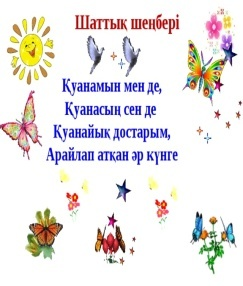 Шаттық шеңбері
Қуанамын мен де,
Қуанасың сен де
Қуанайық достарым,
Арайлап атқан әр күнге